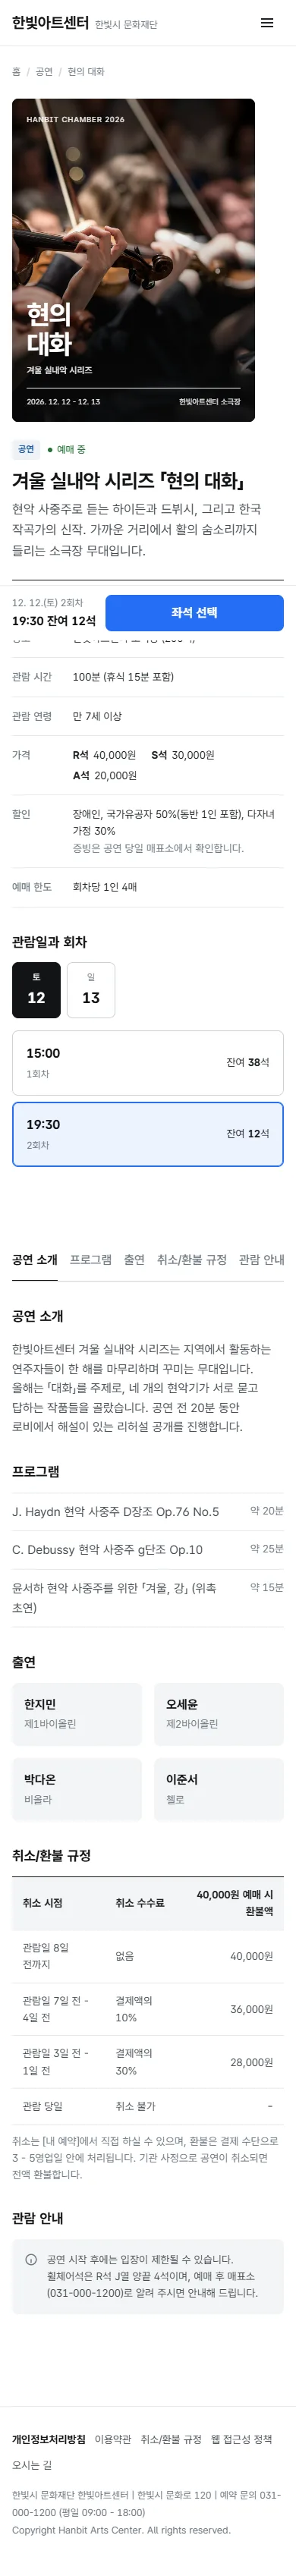 한빛아트센터 한빛시 문화재단
홈 / 공연 / 현의 대화
HANBIT CHAMBER 2026
현의
대화
겨울 실내악 시리즈
2026. 12. 12 - 12. 13 한빛아트센터 소극장
공연 예매 중
겨울 실내악 시리즈 「현의 대화」
현악 사중주로 듣는 하이든과 드뷔시, 그리고 한국
작곡가의 신작. 가까운 거리에서 활의 숨소리까지
들리는 소극장 무대입니다.
12. 12.(토) 2회차
19:30 잔여 12석
좌석 선택
관람 시간 100분 (휴식 15분 포함)
관람 연령 만 7세 이상
가격 R석 40,000원 S석 30,000원
A석 20,000원
할인 장애인, 국가유공자 50%(동반 1인 포함), 다자녀
가정 30%
증빙은 공연 당일 매표소에서 확인합니다.
예매 한도 회차당 1인 4매
관람일과 회차
토 일
12 13
15:00
1회차
잔여 38석
19:30
2회차
잔여 12석
공연 소개 프로그램 출연 취소/환불 규정 관람 안내
공연 소개
한빛아트센터 겨울 실내악 시리즈는 지역에서 활동하는
연주자들이 한 해를 마무리하며 꾸미는 무대입니다.
올해는 「대화」를 주제로, 네 개의 현악기가 서로 묻고
답하는 작품들을 골랐습니다. 공연 전 20분 동안
로비에서 해설이 있는 리허설 공개를 진행합니다.
프로그램
J. Haydn 현악 사중주 D장조 Op.76 No.5 약 20분
C. Debussy 현악 사중주 g단조 Op.10 약 25분
윤서하 현악 사중주를 위한 「겨울, 강」 (위촉 약 15분
초연)
출연
한지민
제1바이올린
오세윤
제2바이올린
박다온
비올라
이준서
첼로
취소/환불 규정
취소 시점 취소 수수료 40,000원 예매 시
환불액
관람일 8일
전까지
없음 40,000원
관람일 7일 전 -
4일 전
결제액의
10%
36,000원
관람일 3일 전 -
1일 전
결제액의
30%
28,000원
관람 당일 취소 불가 -
취소는 [내 예약]에서 직접 하실 수 있으며, 환불은 결제 수단으로
3 - 5영업일 안에 처리됩니다. 기관 사정으로 공연이 취소되면
전액 환불합니다.
관람 안내
공연 시작 후에는 입장이 제한될 수 있습니다.
휠체어석은 R석 J열 양끝 4석이며, 예매 후 매표소
(031-000-1200)로 알려 주시면 안내해 드립니다.
개인정보처리방침 이용약관 취소/환불 규정 웹 접근성 정책
오시는 길
한빛시 문화재단 한빛아트센터 | 한빛시 문화로 120 | 예약 문의 031-
000-1200 (평일 09:00 - 18:00)
Copyright Hanbit Arts Center. All rights reserved.